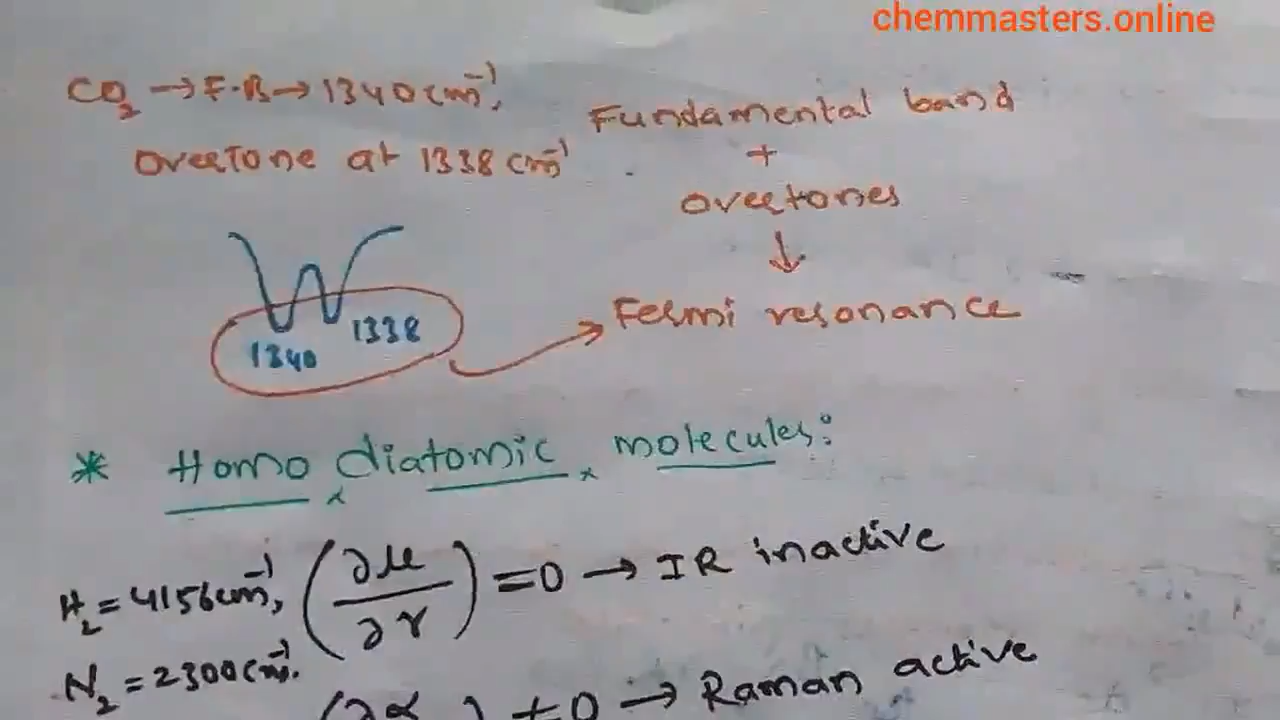 chemmasters.online
CO₂ → F.B → 1340 cm⁻¹,
Overtone at 1338 cm⁻¹
Fundamental band
+
overtones
↓
Fermi resonance
1340 1338
* Homo diatomic molecules:
H₂ = 4156 cm⁻¹, (∂μ/∂r) = 0 → IR inactive
N₂ = 2300 cm⁻¹.
(∂α ) ≠ 0 → Raman active